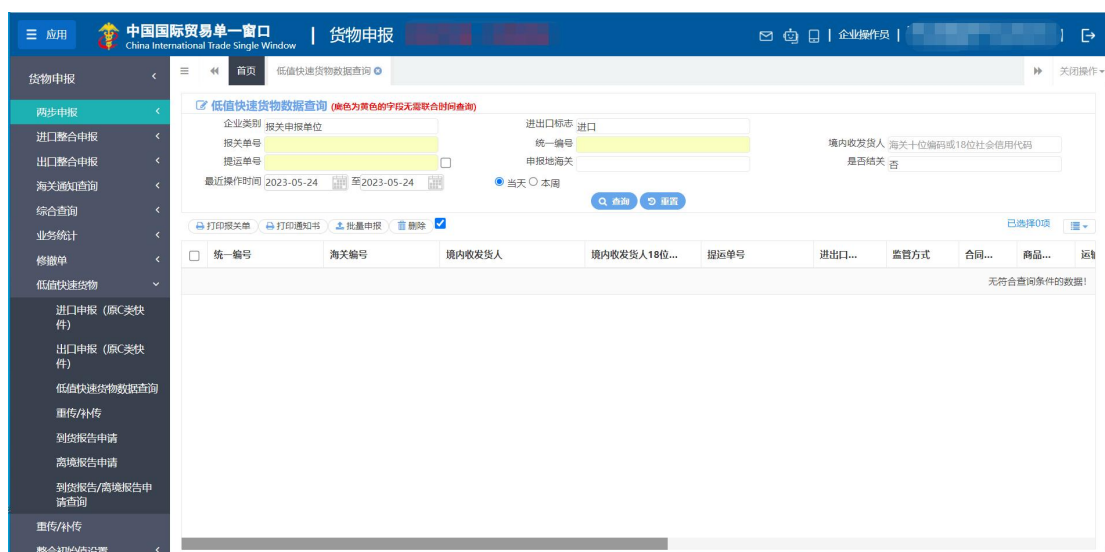 应用
中国国际贸易单一窗口
China International Trade Single Window
货物申报
企业操作员
货物申报
首页
低值快速货物数据查询
关闭操作
两步申报
进口整合申报
出口整合申报
海关通知查询
综合查询
业务统计
修撤单
低值快速货物
进口申报（原C类快件）
出口申报（原C类快件）
低值快速货物数据查询
重传/补传
到货报告申请
离境报告申请
到货报告/离境报告申请查询
重传/补传
整合初始值设置
低值快速货物数据查询 (底色为黄色的字段无需联合时间查询)
企业类别 报关申报单位 进出口标志 进口
报关单号 统一编号 境内收发货人 海关十位编码或18位社会信用代码
提运单号 申报地海关 是否结关 否
最近操作时间 2023-05-24 至 2023-05-24 当天 本周
查询 重置
打印报关单 打印通知书 批量申报 删除 已选择0项
统一编号 海关编号 境内收发货人 境内收发货人18位... 提运单号 进出口... 监管方式 合同... 商品... 运输
无符合查询条件的数据!